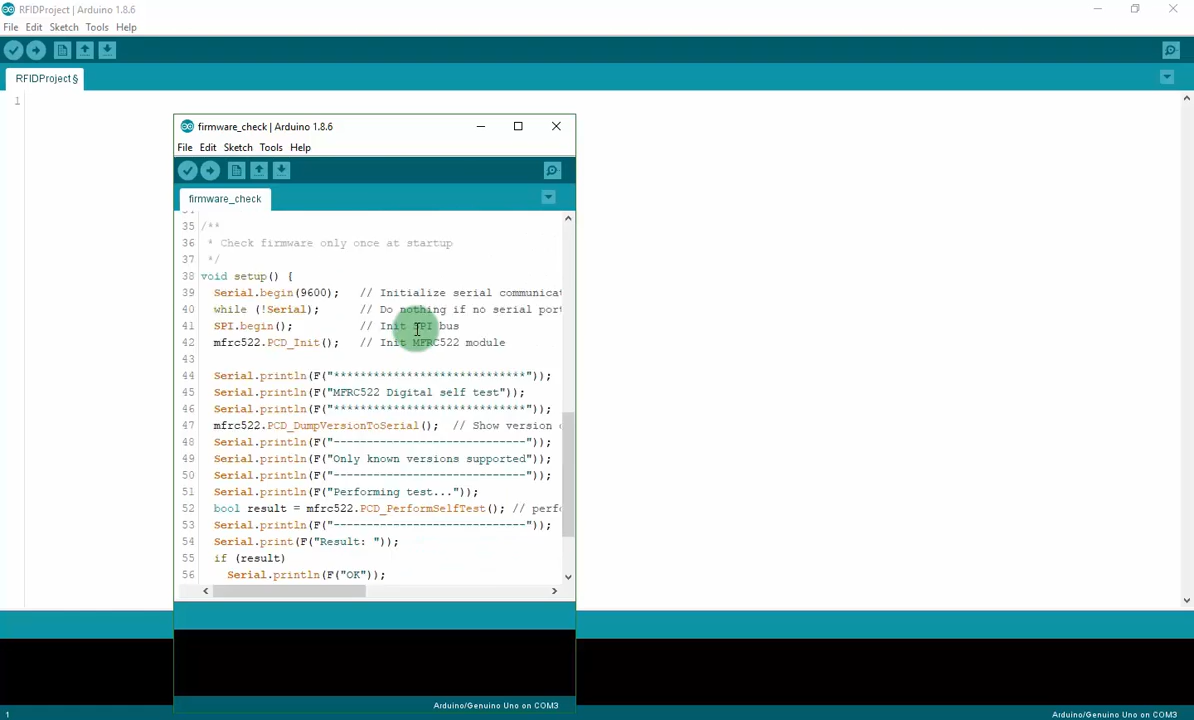 RFIDProject | Arduino 1.8.6
File Edit Sketch Tools Help
RFIDProject §
1
firmware_check | Arduino 1.8.6
File Edit Sketch Tools Help
firmware_check
35 /**
36 * Check firmware only once at startup
37 */
38 void setup() {
39 Serial.begin(9600); // Initialize serial communicat
40 while (!Serial); // Do nothing if no serial port
41 SPI.begin(); // Init SPI bus
42 mfrc522.PCD_Init(); // Init MFRC522 module
43
44 Serial.println(F("*****************************"));
45 Serial.println(F("MFRC522 Digital self test"));
46 Serial.println(F("*****************************"));
47 mfrc522.PCD_DumpVersionToSerial(); // Show version
48 Serial.println(F("-----------------------------"));
49 Serial.println(F("Only known versions supported"));
50 Serial.println(F("-----------------------------"));
51 Serial.println(F("Performing test..."));
52 bool result = mfrc522.PCD_PerformSelfTest(); // perfo
53 Serial.println(F("-----------------------------"));
54 Serial.print(F("Result: "));
55 if (result)
56 Serial.println(F("OK"));
Arduino/Genuino Uno on COM3
1
Arduino/Genuino Uno on COM3